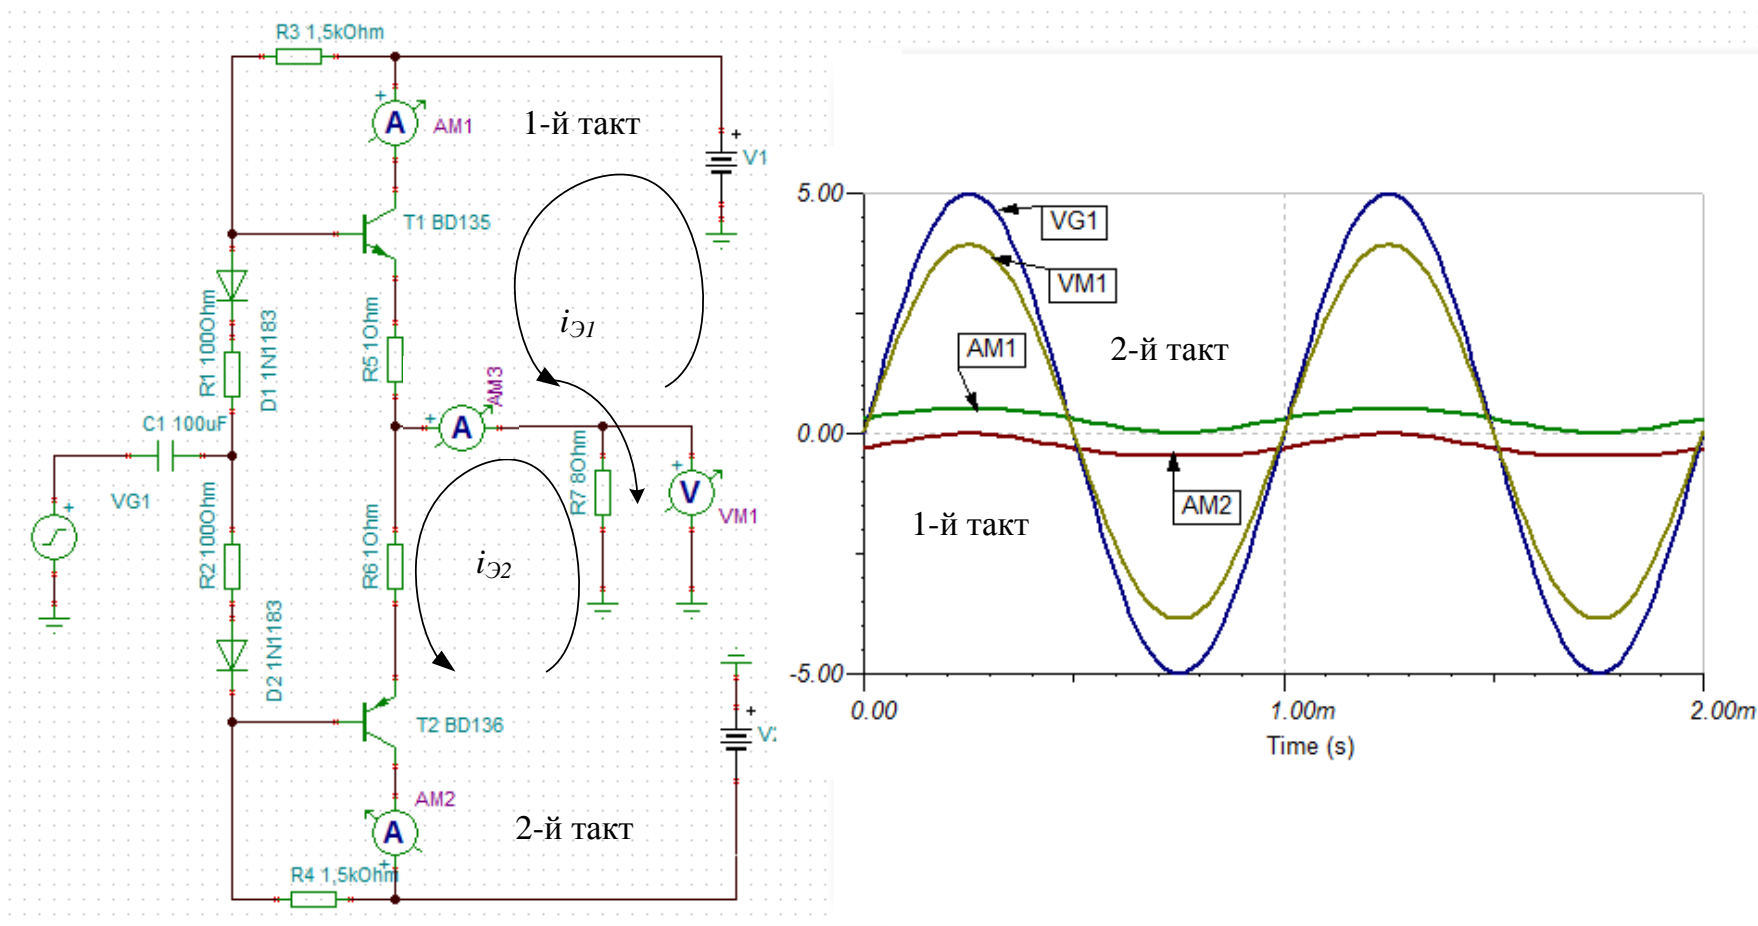 R3 1,5kOhm
+
A
AM1
1-й такт
+
V1
T1 BD135
iЭ1
R1 100Ohm
D1 1N1183
R5 1Ohm
AM3
+
A
C1 100uF
VG1
+
R7 8Ohm
+
V
VM1
R2 100Ohm
R6 1Ohm
iЭ2
D2 1N1183
T2 BD136
+
AM2
A
+
2-й такт
R4 1,5kOhm
5.00
VG1
VM1
AM1
2-й такт
0.00
AM2
1-й такт
-5.00
0.00
1.00m
2.00m
Time (s)